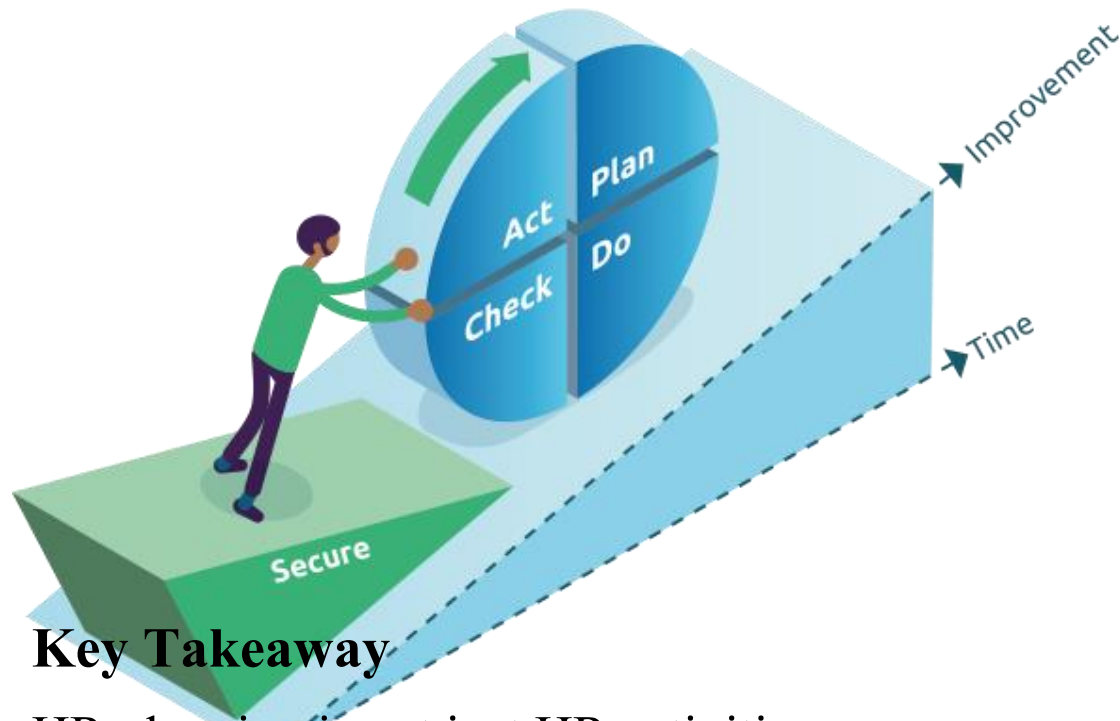 Improvement
Plan
Act
Do
Check
Time
Secure
Key Takeaway